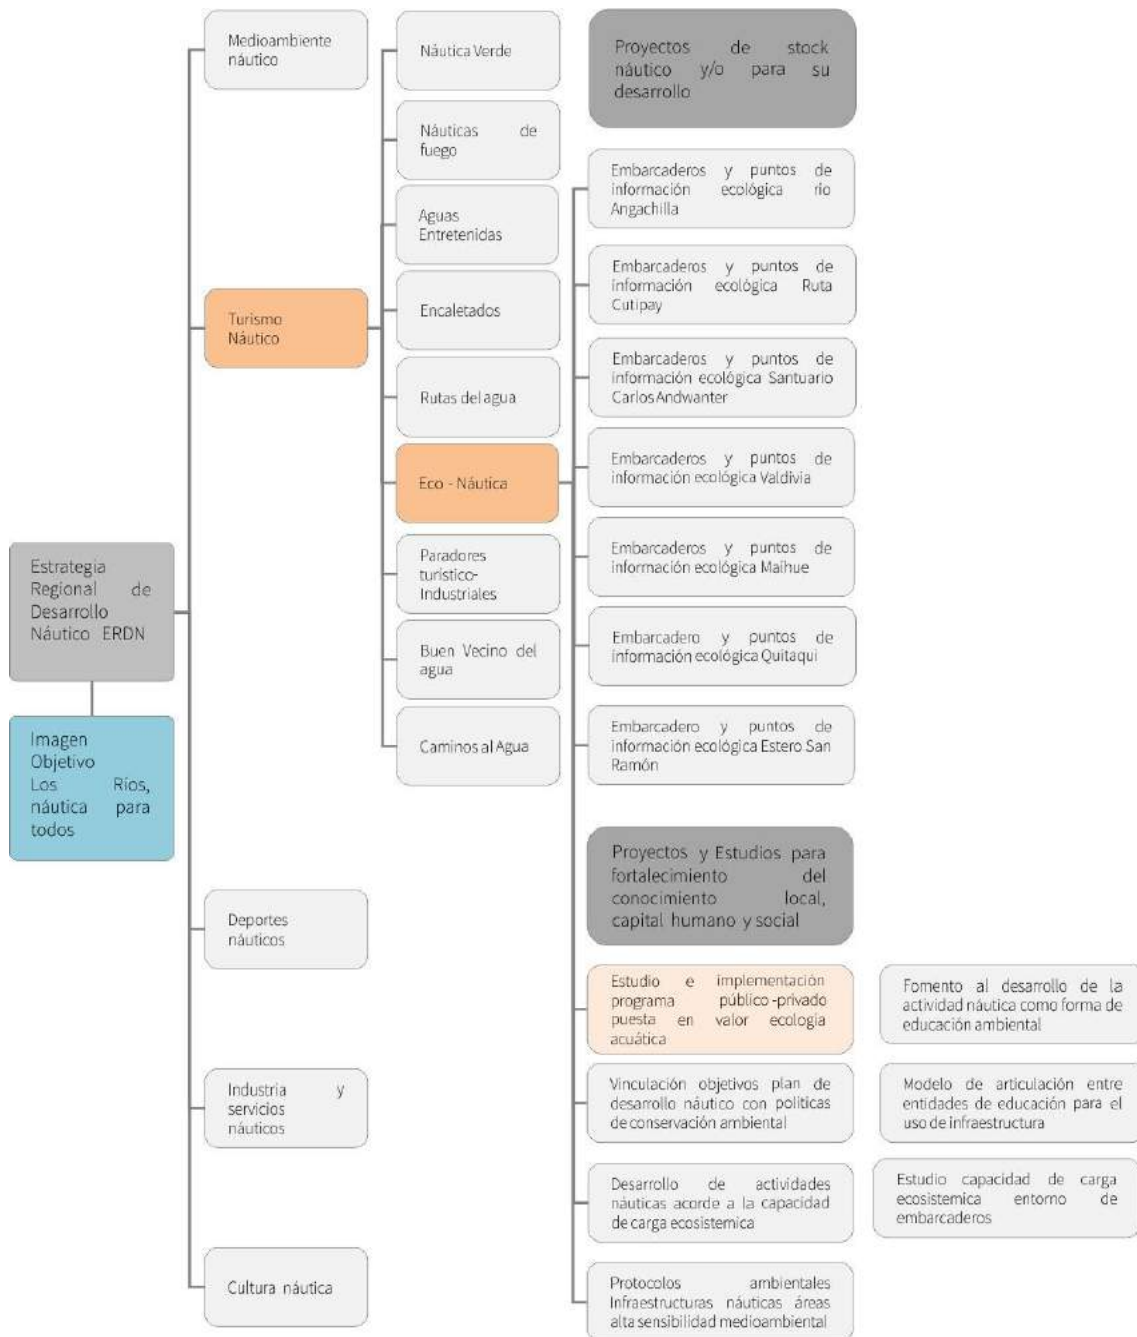 Estrategia
Regional de
Desarrollo
Náutico ERDN
Imagen
Objetivo
Los Ríos,
náutica para
todos
Medioambiente
náutico
Turismo
Náutico
Deportes
náuticos
Industria y
servicios
náuticos
Cultura náutica
Náutica Verde
Náuticas de
fuego
Aguas
Entretenidas
Encaletados
Rutas del agua
Eco - Náutica
Paradores
turístico-
Industriales
Buen Vecino del
agua
Caminos al Agua
Proyectos de stock
náutico y/o para su
desarrollo
Embarcaderos y puntos de
información ecológica río
Angachilla
Embarcaderos y puntos de
información ecológica Ruta
Cutipay
Embarcaderos y puntos de
información ecológica Santuario
Carlos Andwanter
Embarcaderos y puntos de
información ecológica Valdivia
Embarcaderos y puntos de
información ecológica Maihue
Embarcadero y puntos de
información ecológica Quitaqui
Embarcadero y puntos de
información ecológica Estero San
Ramón
Proyectos y Estudios para
fortalecimiento del
conocimiento local,
capital humano y social
Estudio e implementación
programa público -privado
puesta en valor ecología
acuática
Vinculación objetivos plan de
desarrollo náutico con políticas
de conservación ambiental
Desarrollo de actividades
náuticas acorde a la capacidad
de carga ecosistemica
Protocolos ambientales
Infraestructuras náuticas áreas
alta sensibilidad medioambiental
Fomento al desarrollo de la
actividad náutica como forma de
educación ambiental
Modelo de articulación entre
entidades de educación para el
uso de infraestructura
Estudio capacidad de carga
ecosistemica entorno de
embarcaderos